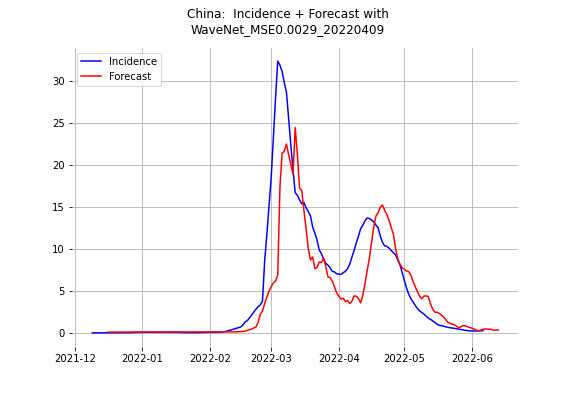 China:  Incidence + Forecast with
WaveNet_MSE0.0029_20220409
Incidence
Forecast
30
25
20
15
10
5
0
2021-12 2022-01 2022-02 2022-03 2022-04 2022-05 2022-06